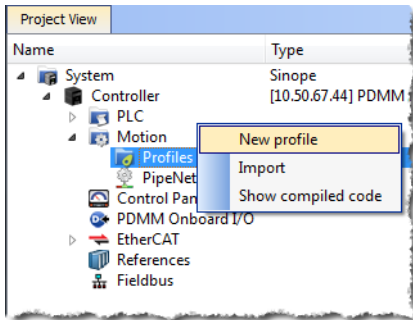 Project View
Name Type
System Sinope
Controller [10.50.67.44] PDMM
PLC
Motion
New profile
Profiles
Import
PipeNet
Show compiled code
Control Pan
PDMM Onboard I/O
EtherCAT
References
Fieldbus